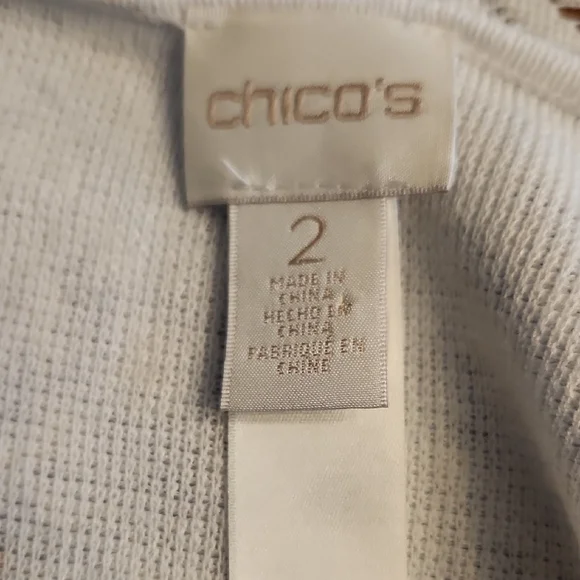 chico's
2
MADE IN
CHINA
HECHO EN
CHINA
FABRIQUÉ EN
CHINE